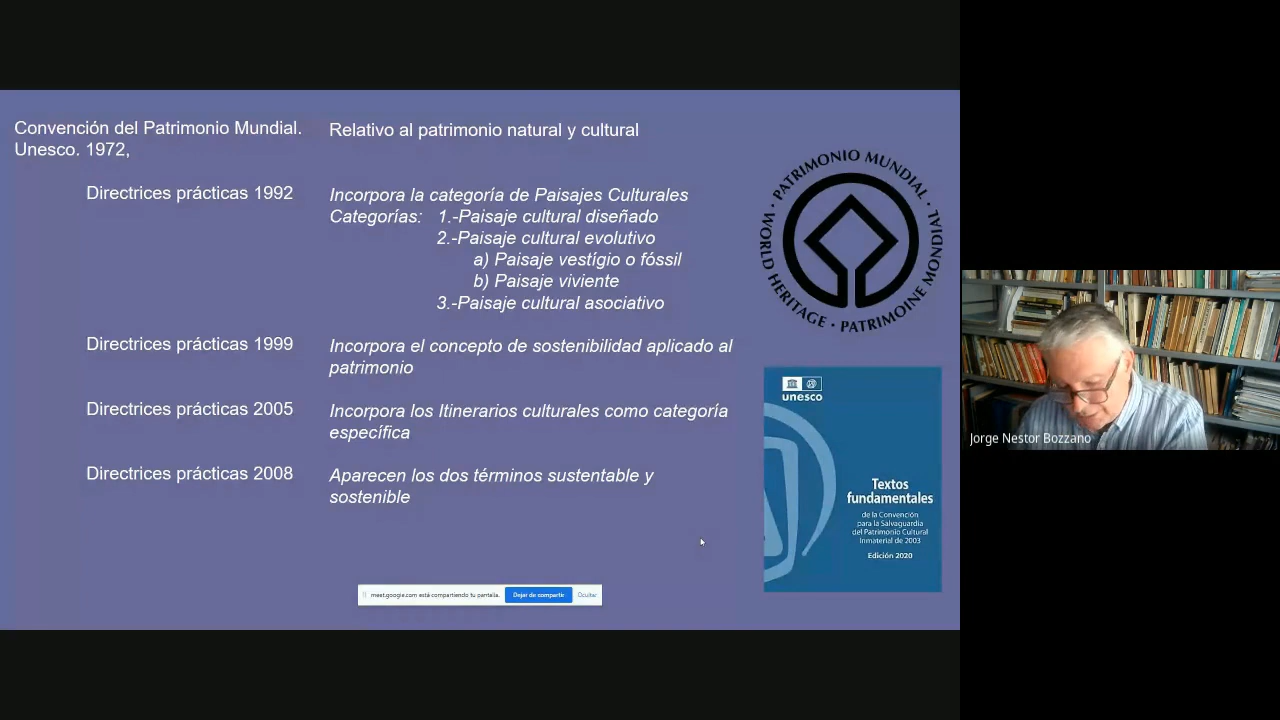 Convención del Patrimonio Mundial.
Unesco. 1972,
Relativo al patrimonio natural y cultural
Directrices prácticas 1992
Incorpora la categoría de Paisajes Culturales
Categorías: 1.-Paisaje cultural diseñado
2.-Paisaje cultural evolutivo
a) Paisaje vestígio o fóssil
b) Paisaje viviente
3.-Paisaje cultural asociativo
Directrices prácticas 1999
Incorpora el concepto de sostenibilidad aplicado al
patrimonio
Directrices prácticas 2005
Incorpora los Itinerarios culturales como categoría
específica
Directrices prácticas 2008
Aparecen los dos términos sustentable y
sostenible
PATRIMONIO MUNDIAL · WORLD HERITAGE · PATRIMOINE MONDIAL ·
unesco
Textos
fundamentales
de la Convención
para la Salvaguardia
del Patrimonio Cultural
Inmaterial de 2003
Edición 2020
meet.google.com está compartiendo tu pantalla.
Dejar de compartir
Ocultar
Jorge Nestor Bozzano